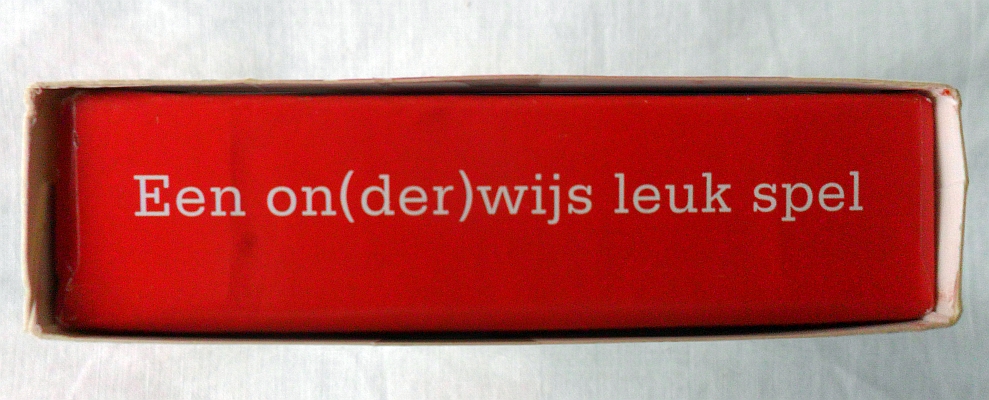 Een on(der)wijs leuk spel